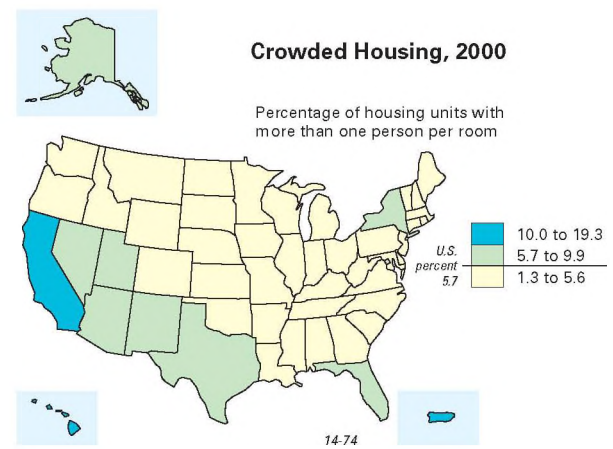 Crowded Housing, 2000
Percentage of housing units with
more than one person per room
10.0 to 19.3
U.S.
percent
5.7
5.7 to 9.9
1.3 to 5.6
14-74